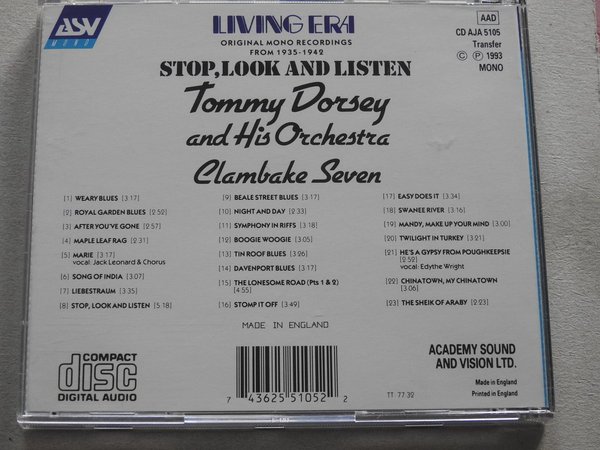 ASV
MONO
LIVING ERA
ORIGINAL MONO RECORDINGS
FROM 1935-1942
AAD
CD AJA 5105
Transfer
© ℗ 1993
MONO
STOP, LOOK AND LISTEN
Tommy Dorsey
and His Orchestra
Clambake Seven
[1] WEARY BLUES [3:17]
[2] ROYAL GARDEN BLUES [2:52]
[3] AFTER YOU'VE GONE [2:57]
[4] MAPLE LEAF RAG [2:31]
[5] MARIE [3:17]
vocal: Jack Leonard & Chorus
[6] SONG OF INDIA [3.07]
[7] LIEBESTRAUM [3:35]
[8] STOP, LOOK AND LISTEN [5:18]
[9] BEALE STREET BLUES [3:17]
[10] NIGHT AND DAY [2:33]
[11] SYMPHONY IN RIFFS [3:18]
[12] BOOGIE WOOGIE [3.05]
[13] TIN ROOF BLUES [3:26]
[14] DAVENPORT BLUES [3:17]
[15] THE LONESOME ROAD (Pts 1 & 2)
[4:55]
[16] STOMP IT OFF [3:49]
[17] EASY DOES IT [3:34]
[18] SWANEE RIVER [3:16]
[19] MANDY, MAKE UP YOUR MIND [3:00]
[20] TWILIGHT IN TURKEY [3:21]
[21] HE'S A GYPSY FROM POUGHKEEPSIE
[2:52]
vocal: Edythe Wright
[22] CHINATOWN, MY CHINATOWN
[3:06]
[23] THE SHEIK OF ARABY [2:23]
MADE IN ENGLAND
COMPACT
disc
DIGITAL AUDIO
7 43625 51052 2
ACADEMY SOUND
AND VISION LTD.
Made in England
TT 77.32
Printed in England